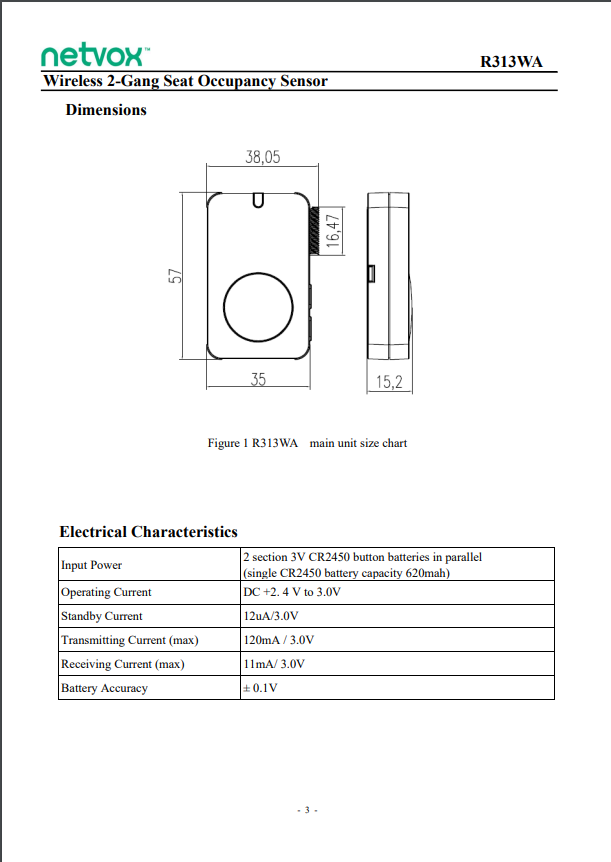 netvox™
R313WA
Wireless 2-Gang Seat Occupancy Sensor
Dimensions
38,05
16,47
57
35
15,2
Figure 1 R313WA main unit size chart
Electrical Characteristics
Input Power
2 section 3V CR2450 button batteries in parallel
(single CR2450 battery capacity 620mah)
Operating Current
DC +2. 4 V to 3.0V
Standby Current
12uA/3.0V
Transmitting Current (max)
120mA / 3.0V
Receiving Current (max)
11mA/ 3.0V
Battery Accuracy
± 0.1V
- 3 -